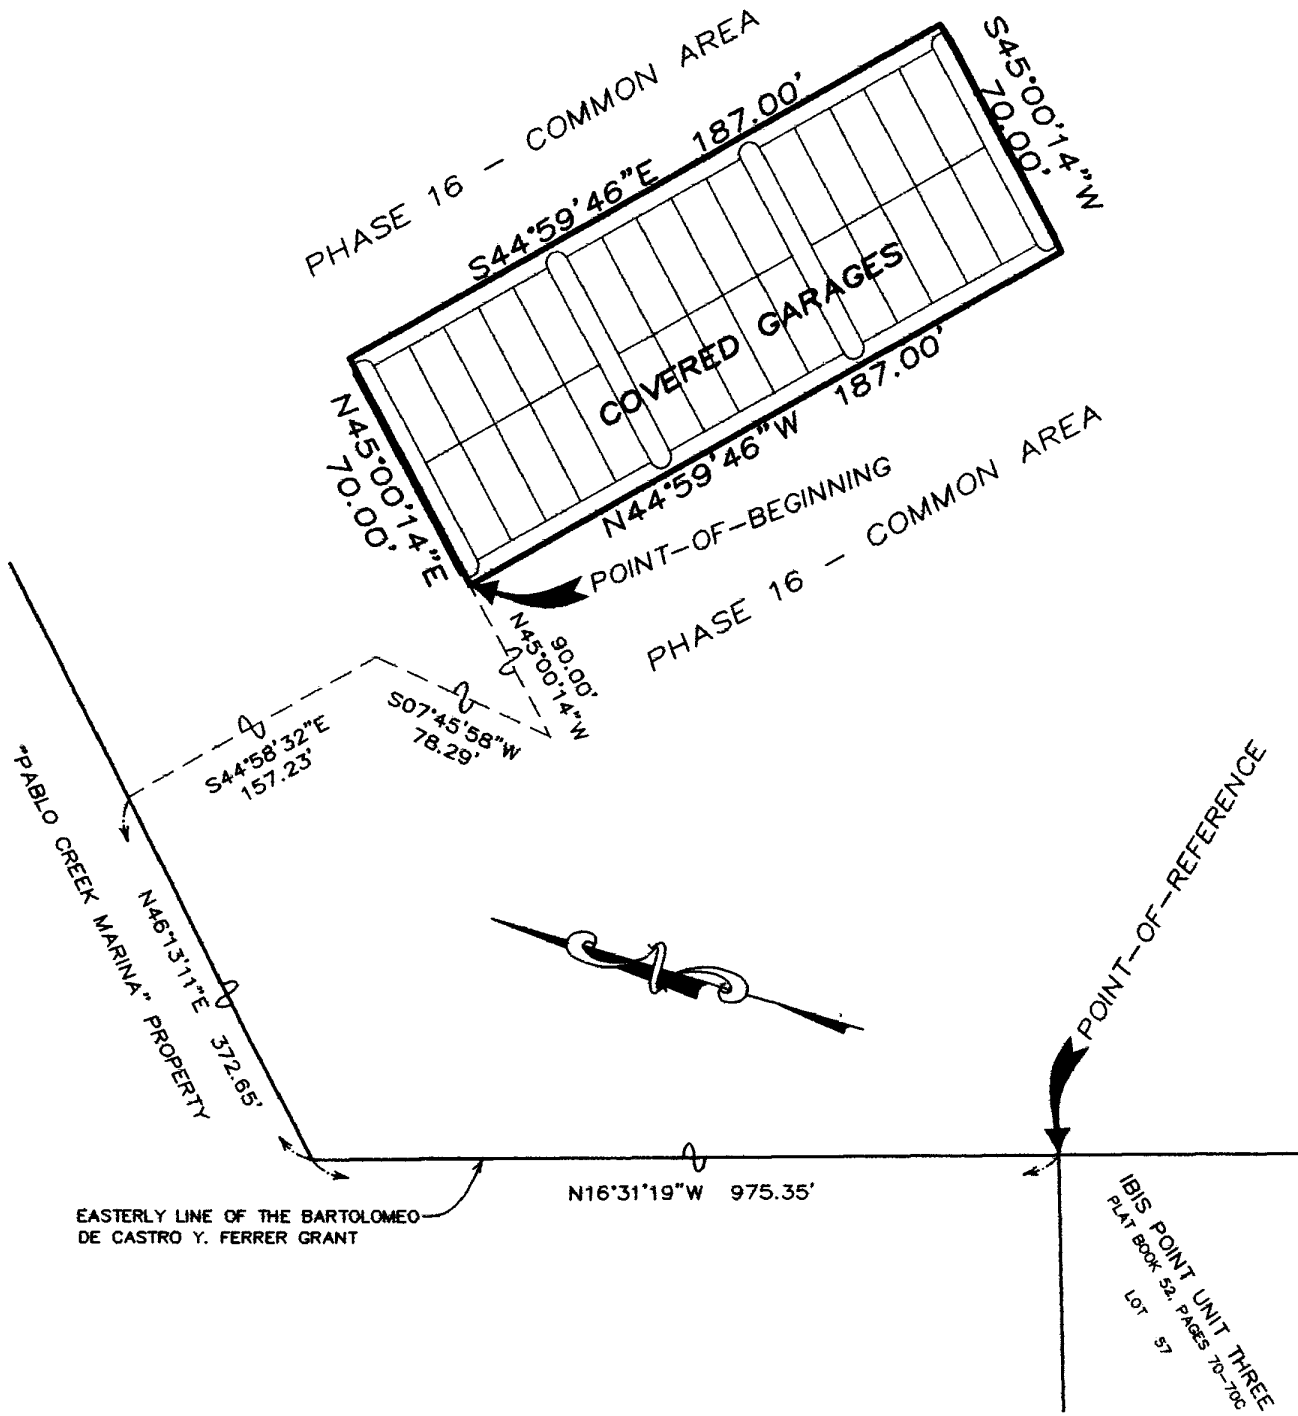 PHASE 16 - COMMON AREA
S44°59'46"E 187.00'
S45°00'14"W
70.00'
COVERED GARAGES
N45°00'14"E
70.00'
N44°59'46"W 187.00'
POINT-OF-BEGINNING
PHASE 16 - COMMON AREA
90.00'
N45°00'14"W
S07°45'58"W
78.29'
S44°58'32"E
157.23'
"PABLO CREEK MARINA" PROPERTY
N46°13'11"E 372.65'
POINT-OF-REFERENCE
N16°31'19"W 975.35'
EASTERLY LINE OF THE BARTOLOMEO
DE CASTRO Y. FERRER GRANT
IBIS POINT UNIT THREE
PLAT BOOK 52, PAGES 70-70C
LOT 57